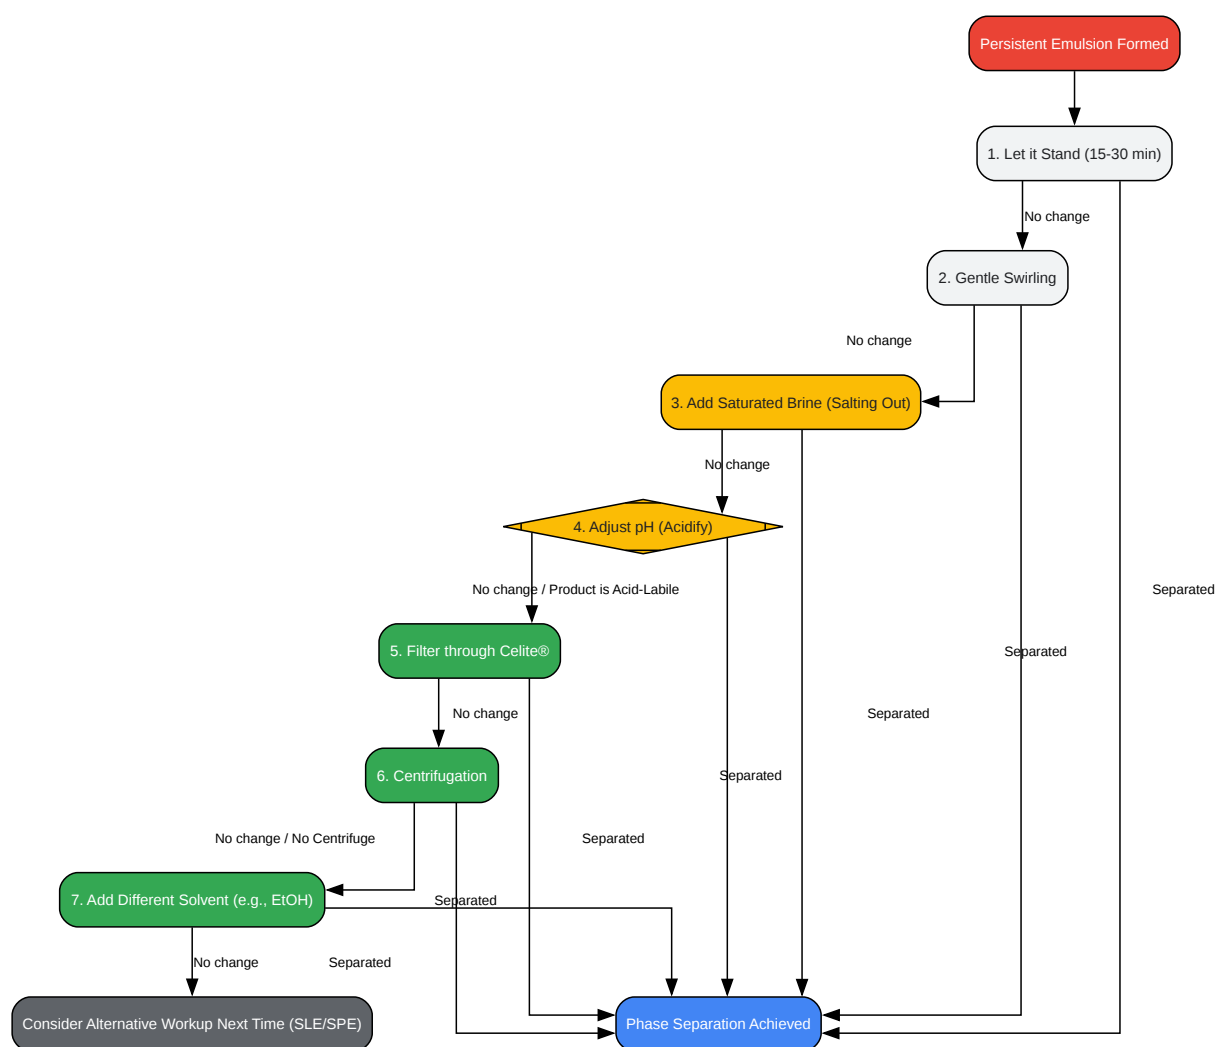 Persistent Emulsion Formed
1. Let it Stand (15-30 min)
No change
2. Gentle Swirling
No change
3. Add Saturated Brine (Salting Out)
No change
4. Adjust pH (Acidify)
No change / Product is Acid-Labile
Separated
5. Filter through Celite®
Separated
No change
Separated
6. Centrifugation
Separated
No change / No Centrifuge
Separated
7. Add Different Solvent (e.g., EtOH)
Separated
No change
Separated
Consider Alternative Workup Next Time (SLE/SPE)
Phase Separation Achieved